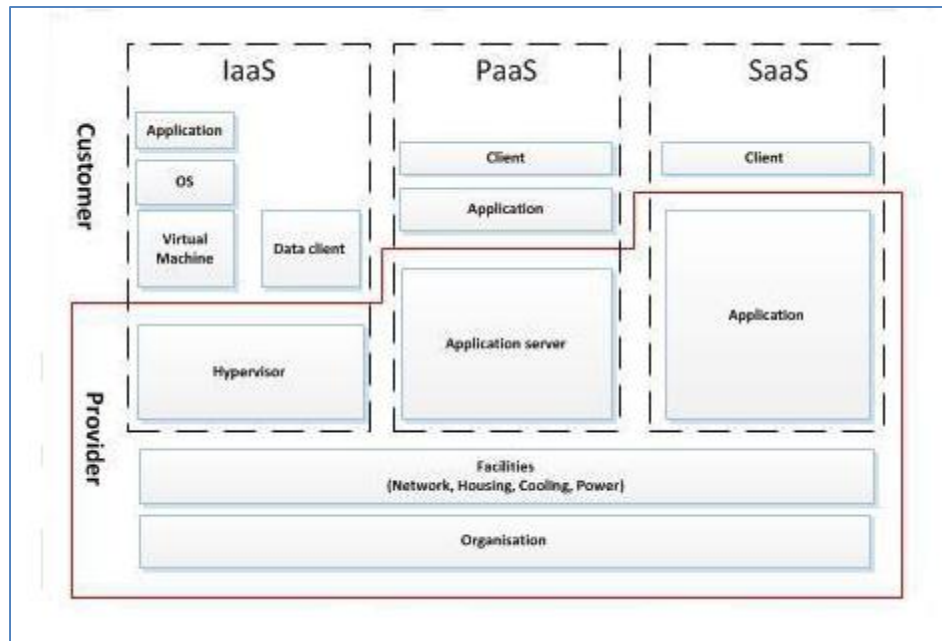 IaaS
PaaS
SaaS
Customer
Application
OS
Virtual
Machine
Data client
Client
Application
Client
Provider
Hypervisor
Application server
Application
Facilities
(Network, Housing, Cooling, Power)
Organisation